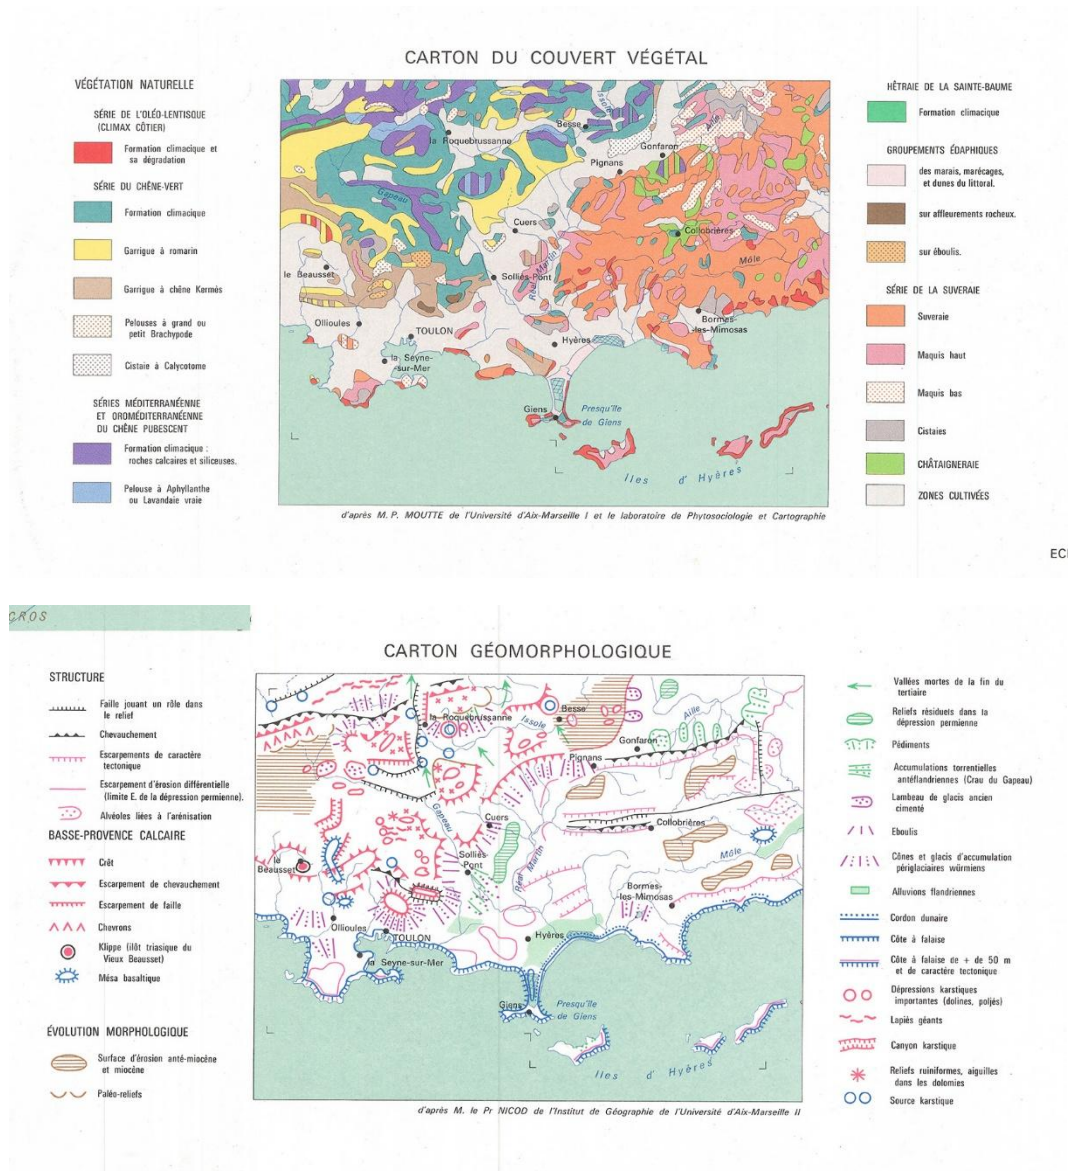 CARTON DU COUVERT VÉGÉTAL
VÉGÉTATION NATURELLE
SÉRIE DE L'OLÉO-LENTISQUE
(CLIMAX CÔTIER)
Formation climacique et
sa dégradation
SÉRIE DU CHÊNE-VERT
Formation climacique
Garrigue à romarin
Garrigue à chêne Kermés
Pelouses à grand ou
petit Brachypode
Cistaie à Calycotome
SÉRIES MÉDITERRANÉENNE
ET OROMÉDITERRANÉENNE
DU CHÊNE PUBESCENT
Formation climacique :
roches calcaires et siliceuses.
Pelouse à Aphyllanthe
ou Lavandaie vraie
Issole
Besse
Aille
la Roquebrussanne
Gonfaron
Pignans
Gapeau
Cuers
Collobrières
le Beausset
Réal Martin
Môle
Solliès-Pont
Ollioules
TOULON
Bormes-
les-Mimosas
la Seyne-
sur-Mer
Hyères
Giens
Presqu'île
de Giens
Iles d'Hyères
HÊTRAIE DE LA SAINTE-BAUME
Formation climacique
GROUPEMENTS ÉDAPHIQUES
des marais, marécages,
et dunes du littoral.
sur affleurements rocheux.
sur éboulis.
SÉRIE DE LA SUVERAIE
Suveraie
Maquis haut
Maquis bas
Cistaies
CHÂTAIGNERAIE
ZONES CULTIVÉES
d'après M. P. MOUTTE de l'Université d'Aix-Marseille I et le laboratoire de Phytosociologie et Cartographie
CROS
CARTON GÉOMORPHOLOGIQUE
STRUCTURE
Faille jouant un rôle dans
le relief
Chevauchement
Escarpements de caractère
tectonique
Escarpement d'érosion différentielle
(limite E. de la dépression permienne).
Alvéoles liées à l'arénisation
BASSE-PROVENCE CALCAIRE
Crêt
Escarpement de chevauchement
Escarpement de faille
Chevrons
Klippe (ilôt triasique du
Vieux Beausset)
Mésa basaltique
ÉVOLUTION MORPHOLOGIQUE
Surface d'érosion anté-miocène
et miocène
Paléo-reliefs
la Roquebrussanne
Issole
Besse
Aille
Gonfaron
Pignans
Gapeau
Cuers
Collobrières
le
Beausset
Solliès-
Pont
Réal Martin
Môle
Bormes-
les-Mimosas
Ollioules
TOULON
Hyères
la Seyne-sur-Mer
Giens
Presqu'île
de Giens
Iles d'Hyères
Vallées mortes de la fin du
tertiaire
Reliefs résiduels dans la
dépression permienne
Pédiments
Accumulations torrentielles
antéflandriennes (Crau du Gapeau)
Lambeau de glacis ancien
cimenté
Eboulis
Cônes et glacis d'accumulation
périglaciaires würmiens
Alluvions flandriennes
Cordon dunaire
Côte à falaise
Côte à falaise de + de 50 m
et de caractère tectonique
Dépressions karstiques
importantes (dolines, poljés)
Lapiès géants
Canyon karstique
Reliefs ruiniformes, aiguilles
dans les dolomies
Source karstique
d'après M. le Pr NICOD de l'Institut de Géographie de l'Université d'Aix-Marseille II